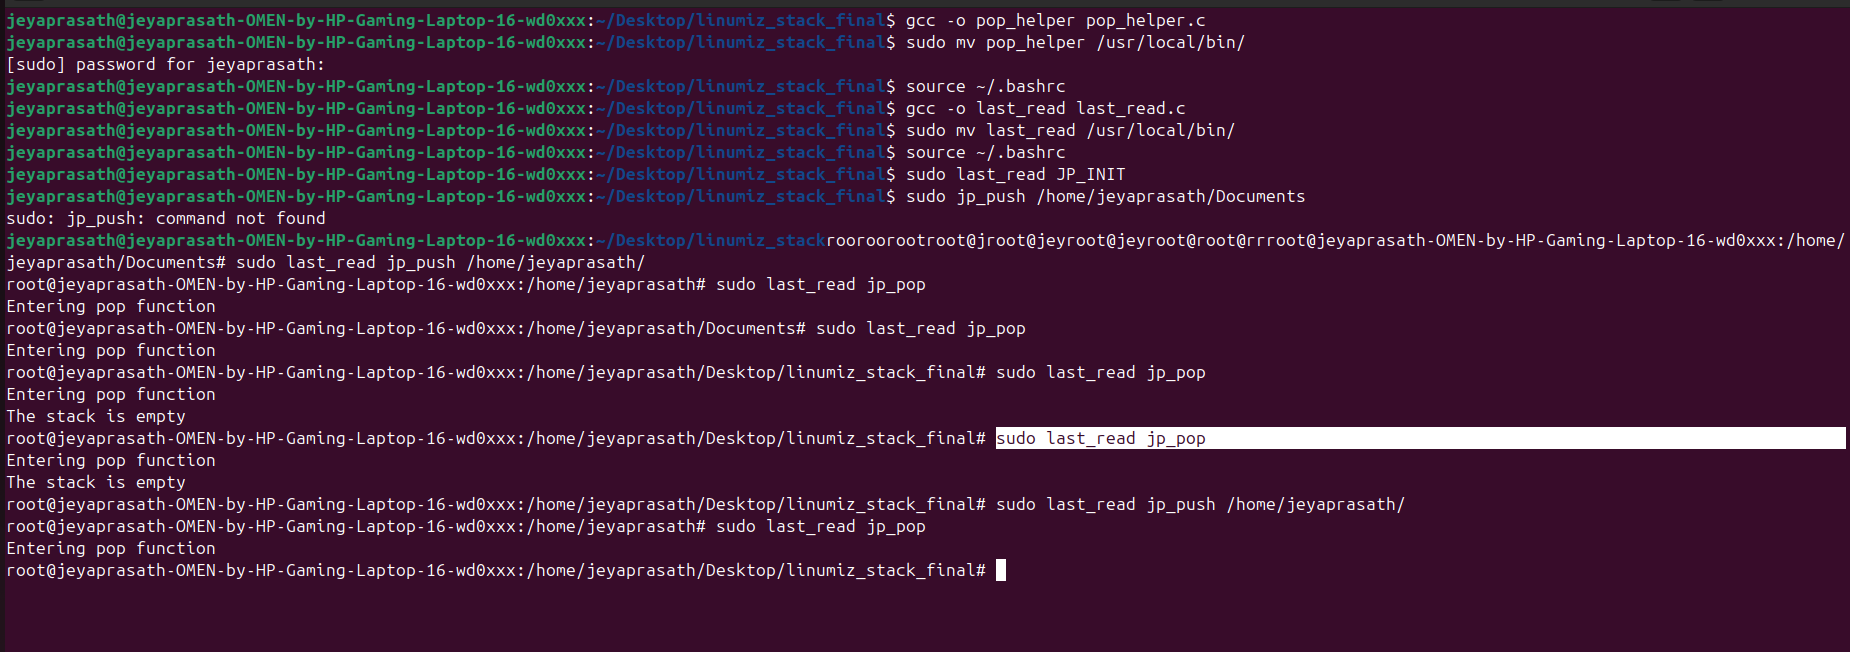 jeyaprasath@jeyaprasath-OMEN-by-HP-Gaming-Laptop-16-wd0xxx:~/Desktop/linumiz_stack_final$ gcc -o pop_helper pop_helper.c
jeyaprasath@jeyaprasath-OMEN-by-HP-Gaming-Laptop-16-wd0xxx:~/Desktop/linumiz_stack_final$ sudo mv pop_helper /usr/local/bin/
[sudo] password for jeyaprasath:
jeyaprasath@jeyaprasath-OMEN-by-HP-Gaming-Laptop-16-wd0xxx:~/Desktop/linumiz_stack_final$ source ~/.bashrc
jeyaprasath@jeyaprasath-OMEN-by-HP-Gaming-Laptop-16-wd0xxx:~/Desktop/linumiz_stack_final$ gcc -o last_read last_read.c
jeyaprasath@jeyaprasath-OMEN-by-HP-Gaming-Laptop-16-wd0xxx:~/Desktop/linumiz_stack_final$ sudo mv last_read /usr/local/bin/
jeyaprasath@jeyaprasath-OMEN-by-HP-Gaming-Laptop-16-wd0xxx:~/Desktop/linumiz_stack_final$ source ~/.bashrc
jeyaprasath@jeyaprasath-OMEN-by-HP-Gaming-Laptop-16-wd0xxx:~/Desktop/linumiz_stack_final$ sudo last_read JP_INIT
jeyaprasath@jeyaprasath-OMEN-by-HP-Gaming-Laptop-16-wd0xxx:~/Desktop/linumiz_stack_final$ sudo jp_push /home/jeyaprasath/Documents
sudo: jp_push: command not found
jeyaprasath@jeyaprasath-OMEN-by-HP-Gaming-Laptop-16-wd0xxx:~/Desktop/linumiz_stackrooroorootroot@jroot@jeyroot@jeyroot@root@rrroot@jeyaprasath-OMEN-by-HP-Gaming-Laptop-16-wd0xxx:/home/
jeyaprasath/Documents# sudo last_read jp_push /home/jeyaprasath/
root@jeyaprasath-OMEN-by-HP-Gaming-Laptop-16-wd0xxx:/home/jeyaprasath# sudo last_read jp_pop
Entering pop function
root@jeyaprasath-OMEN-by-HP-Gaming-Laptop-16-wd0xxx:/home/jeyaprasath/Documents# sudo last_read jp_pop
Entering pop function
root@jeyaprasath-OMEN-by-HP-Gaming-Laptop-16-wd0xxx:/home/jeyaprasath/Desktop/linumiz_stack_final# sudo last_read jp_pop
Entering pop function
The stack is empty
root@jeyaprasath-OMEN-by-HP-Gaming-Laptop-16-wd0xxx:/home/jeyaprasath/Desktop/linumiz_stack_final# sudo last_read jp_pop
Entering pop function
The stack is empty
root@jeyaprasath-OMEN-by-HP-Gaming-Laptop-16-wd0xxx:/home/jeyaprasath/Desktop/linumiz_stack_final# sudo last_read jp_push /home/jeyaprasath/
root@jeyaprasath-OMEN-by-HP-Gaming-Laptop-16-wd0xxx:/home/jeyaprasath# sudo last_read jp_pop
Entering pop function
root@jeyaprasath-OMEN-by-HP-Gaming-Laptop-16-wd0xxx:/home/jeyaprasath/Desktop/linumiz_stack_final#